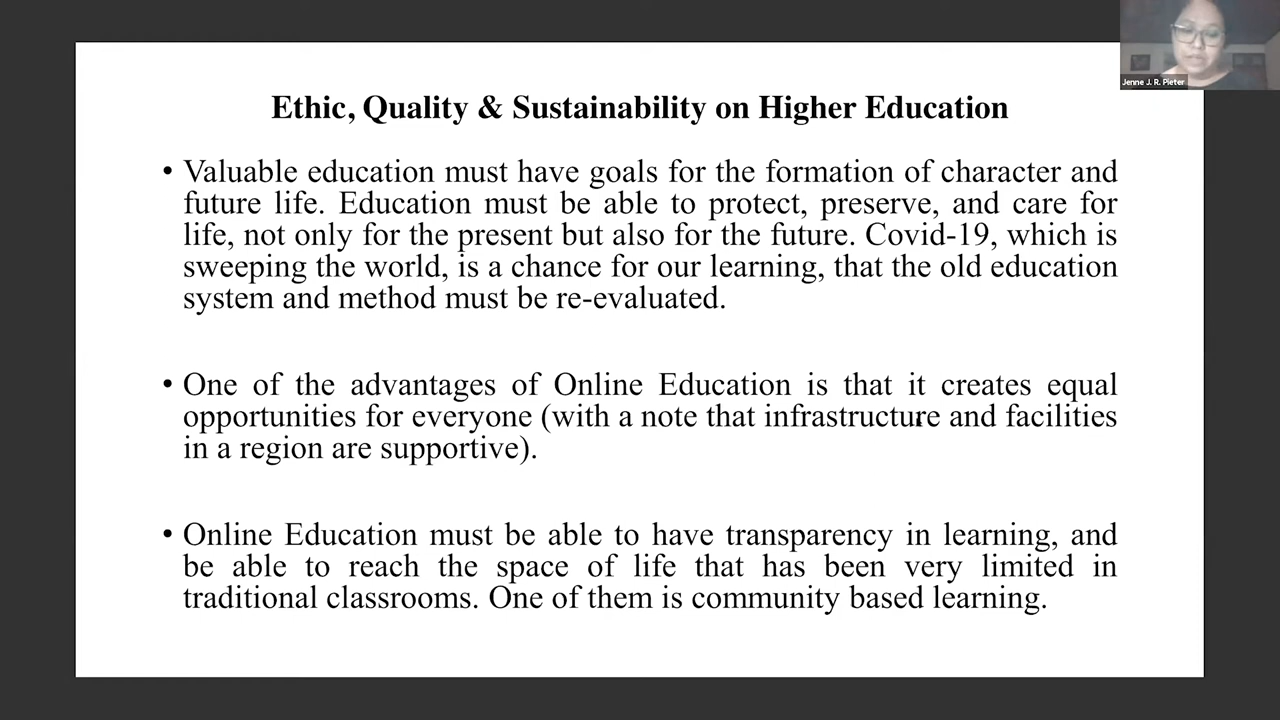 Jenne J. R. Pieter
Ethic, Quality & Sustainability on Higher Education
• Valuable education must have goals for the formation of character and
future life. Education must be able to protect, preserve, and care for
life, not only for the present but also for the future. Covid-19, which is
sweeping the world, is a chance for our learning, that the old education
system and method must be re-evaluated.
• One of the advantages of Online Education is that it creates equal
opportunities for everyone (with a note that infrastructure and facilities
in a region are supportive).
• Online Education must be able to have transparency in learning, and
be able to reach the space of life that has been very limited in
traditional classrooms. One of them is community based learning.